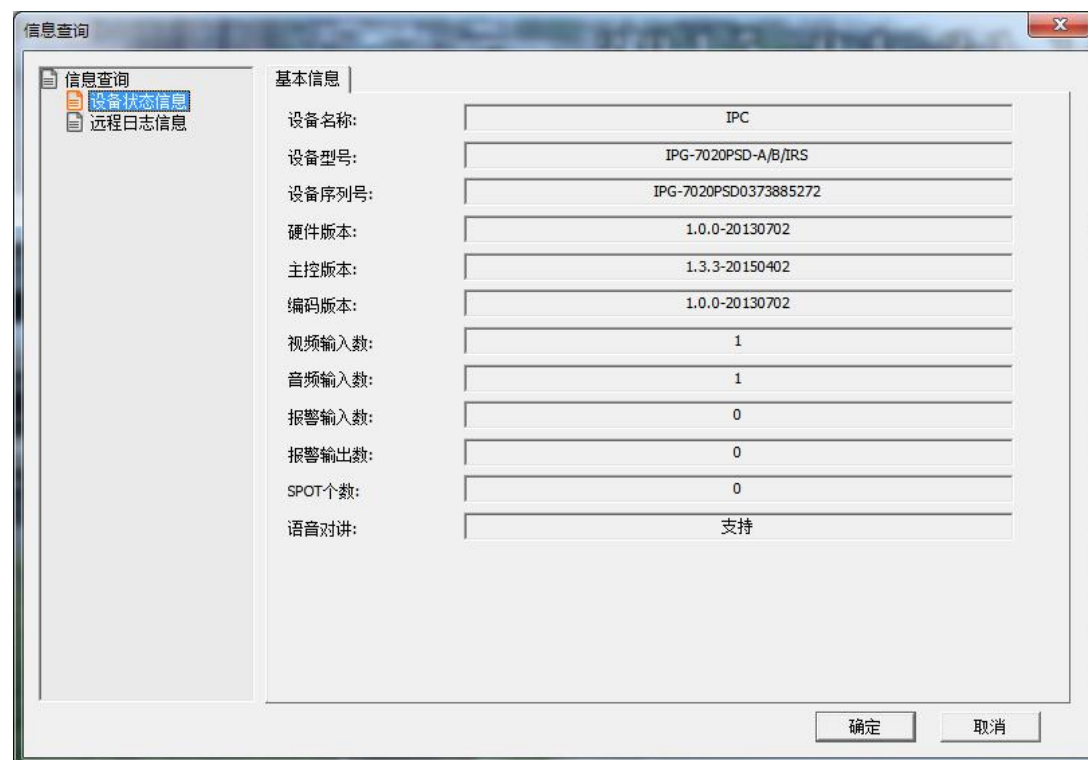 信息查询
信息查询
设备状态信息
远程日志信息
基本信息
设备名称: IPC
设备型号: IPG-7020PSD-A/B/IRS
设备序列号: IPG-7020PSD0373885272
硬件版本: 1.0.0-20130702
主控版本: 1.3.3-20150402
编码版本: 1.0.0-20130702
视频输入数: 1
音频输入数: 1
报警输入数: 0
报警输出数: 0
SPOT个数: 0
语音对讲: 支持
确定 取消